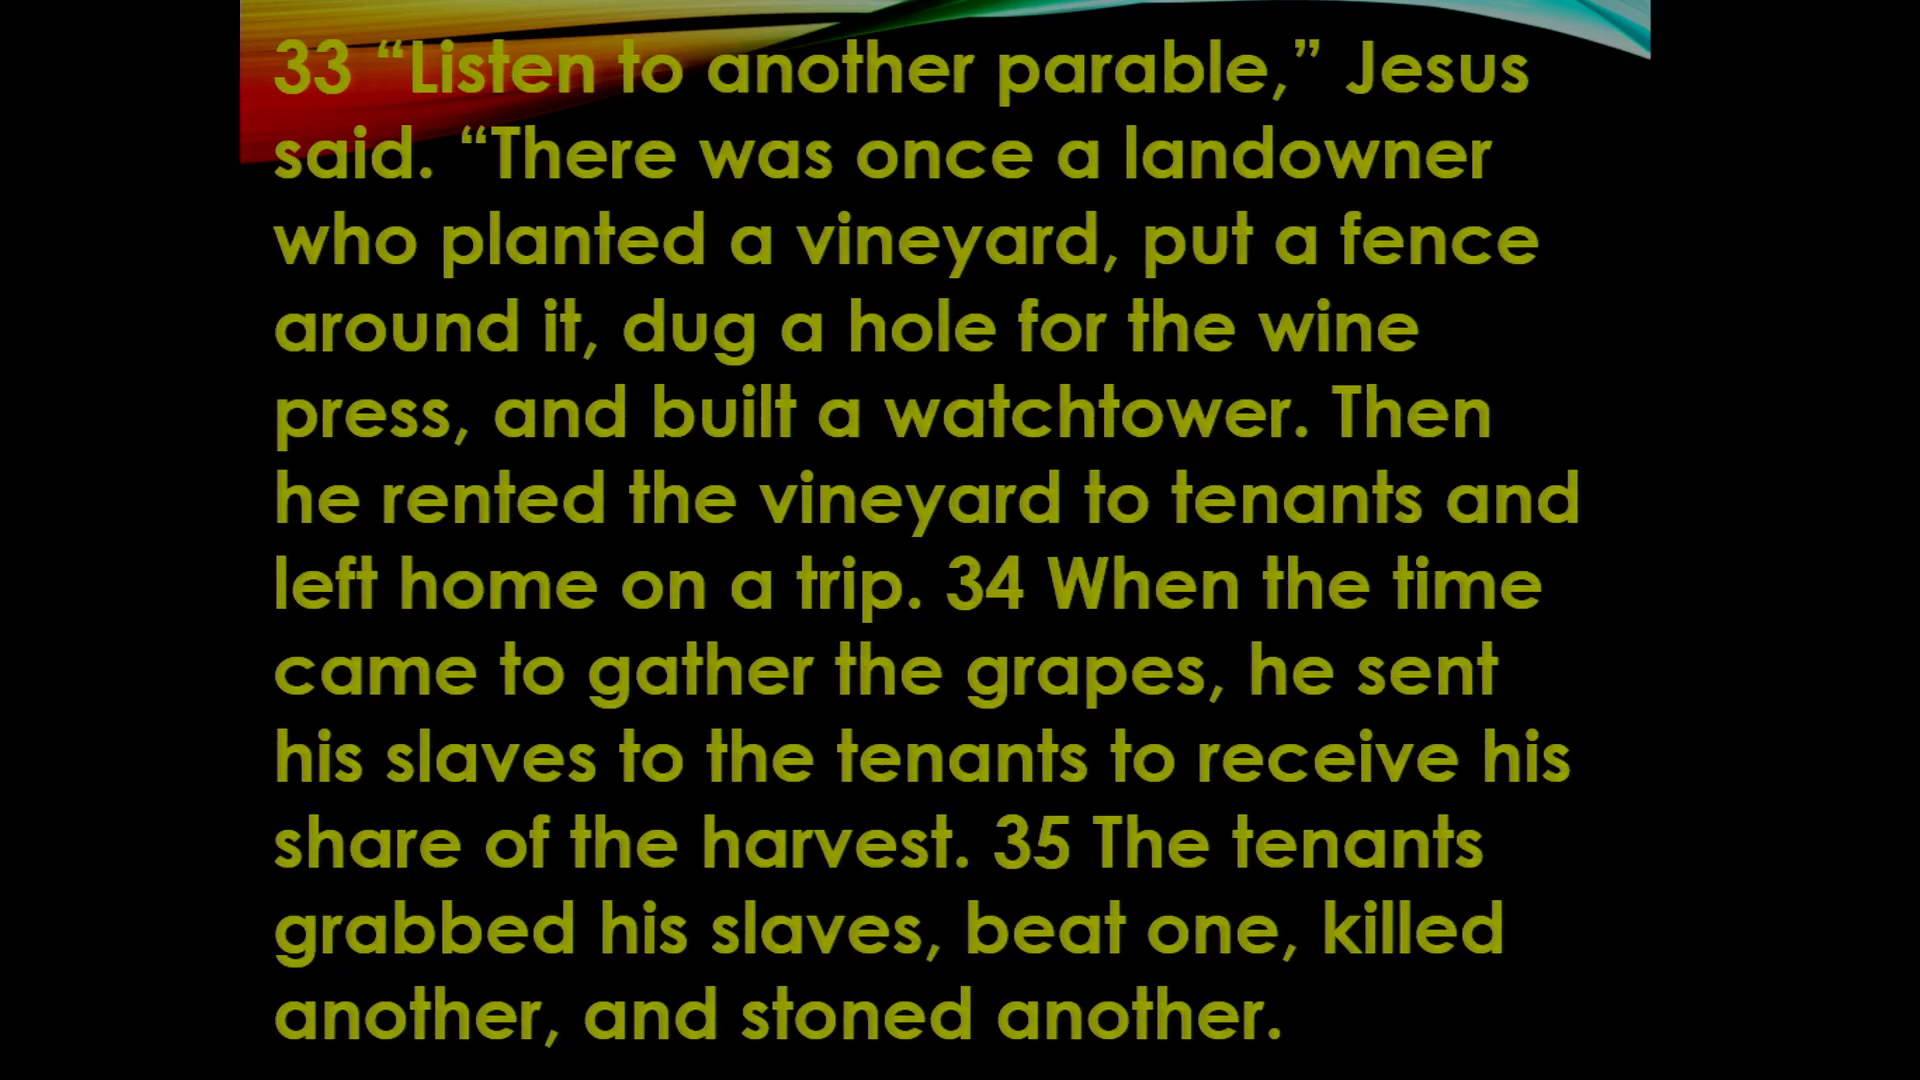 33 “Listen to another parable,” Jesus
said. “There was once a landowner
who planted a vineyard, put a fence
around it, dug a hole for the wine
press, and built a watchtower. Then
he rented the vineyard to tenants and
left home on a trip. 34 When the time
came to gather the grapes, he sent
his slaves to the tenants to receive his
share of the harvest. 35 The tenants
grabbed his slaves, beat one, killed
another, and stoned another.